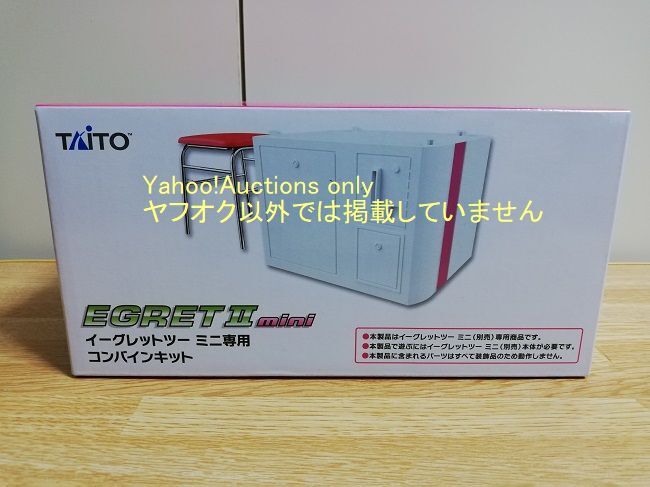 TAITO™
Yahoo!Auctions only
ヤフオク以外では掲載していません
EGRET II mini
イーグレットツー ミニ専用
コンバインキット
●本製品はイーグレットツー ミニ(別売)専用商品です。
●本製品で遊ぶにはイーグレットツー ミニ(別売)本体が必要です。
●本製品に含まれるパーツはすべて装飾品のため動作しません。